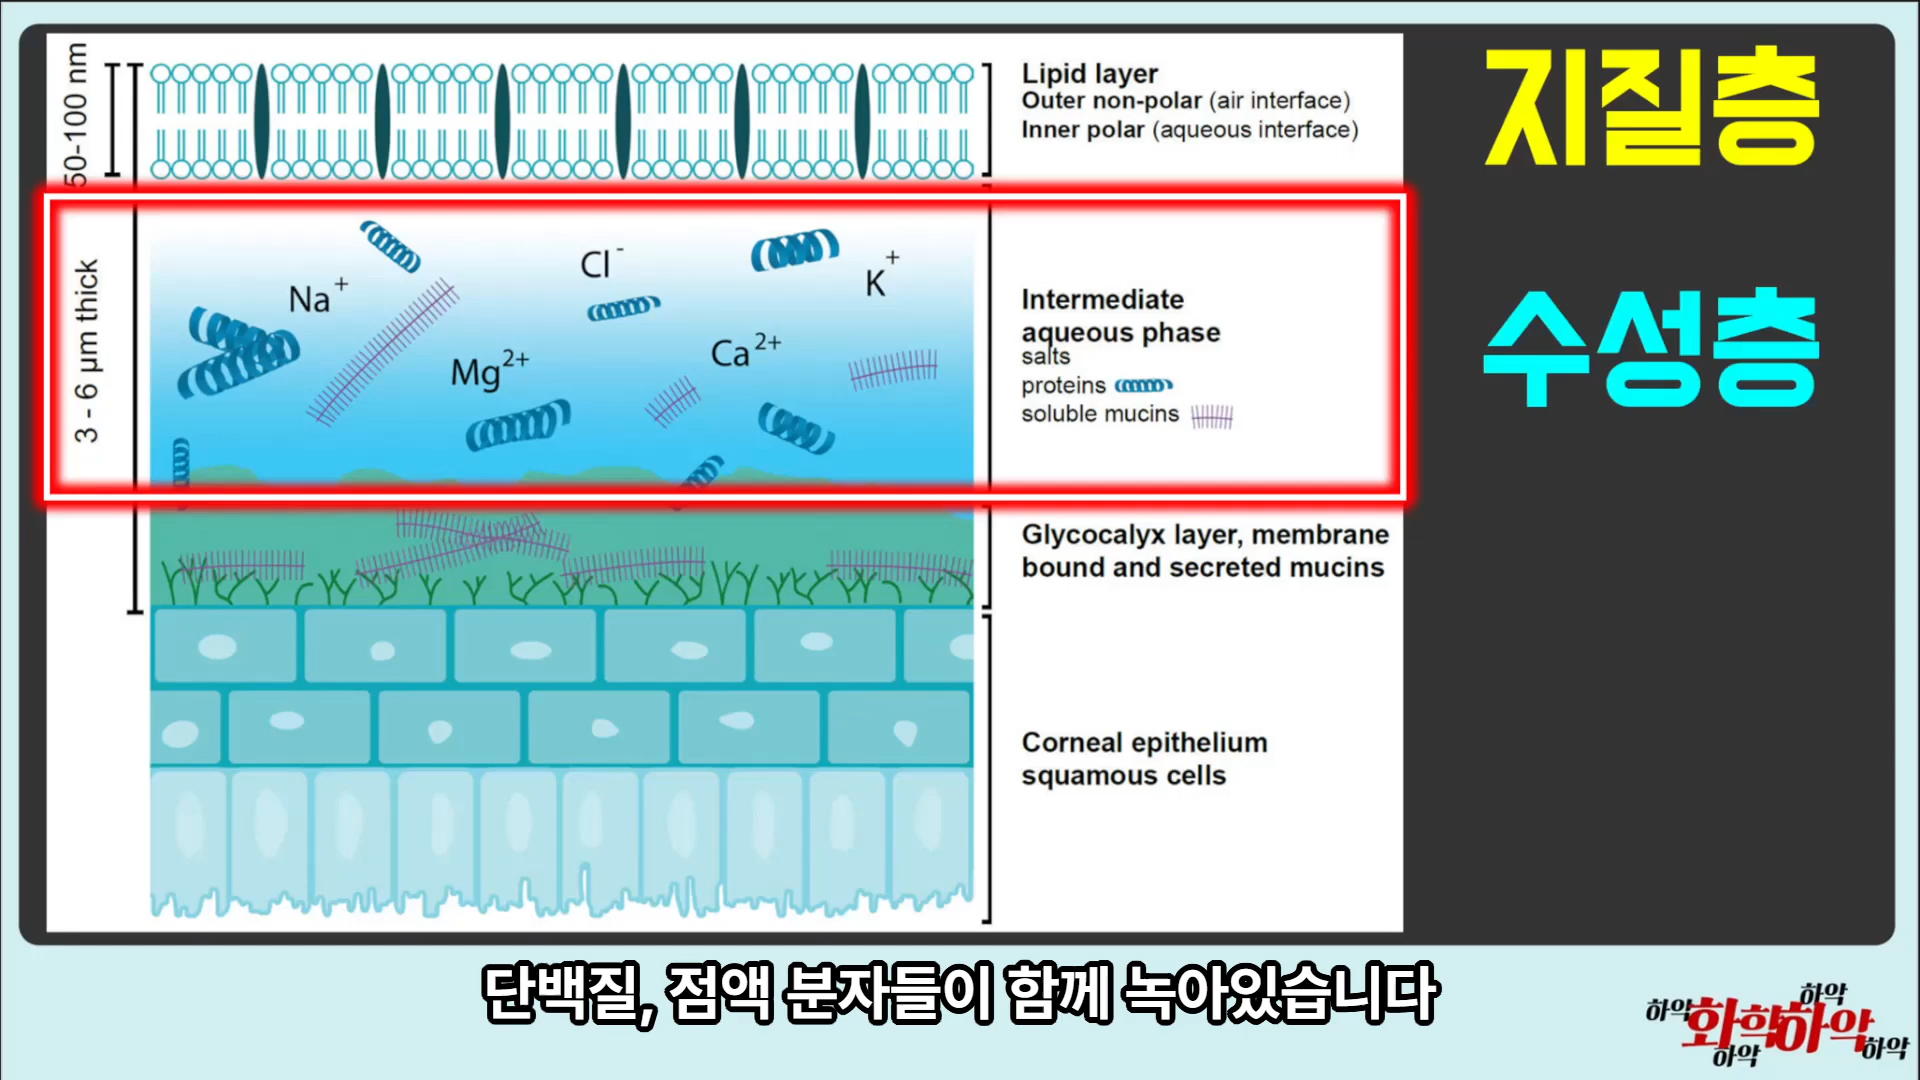 50-100 nm
Lipid layer
Outer non-polar (air interface)
Inner polar (aqueous interface)
지질층
3 - 6 µm thick
Na+
Cl-
K+
Mg2+
Ca2+
Intermediate
aqueous phase
salts
proteins
soluble mucins
수성층
Glycocalyx layer, membrane
bound and secreted mucins
Corneal epithelium
squamous cells
단백질, 점액 분자들이 함께 녹아있습니다
하악
하악
화학하악
하악
하악